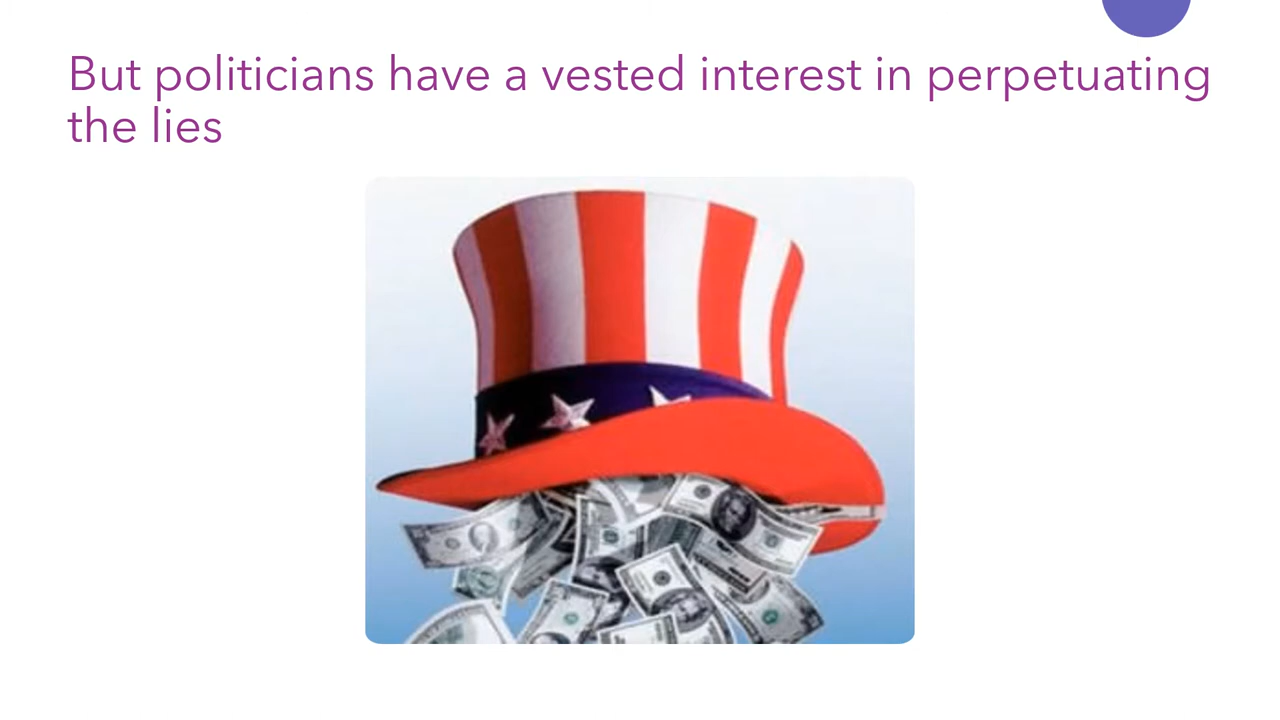 But politicians have a vested interest in perpetuating
the lies